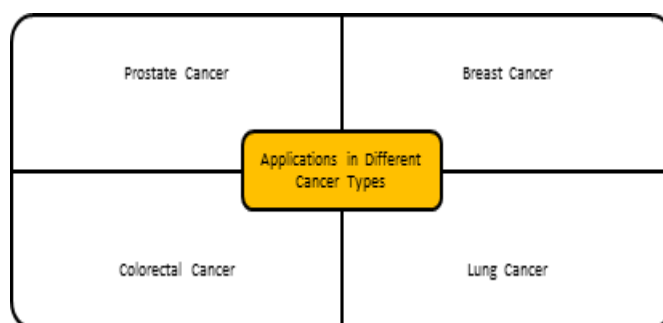 Prostate Cancer
Breast Cancer
Applications in Different
Cancer Types
Colorectal Cancer
Lung Cancer